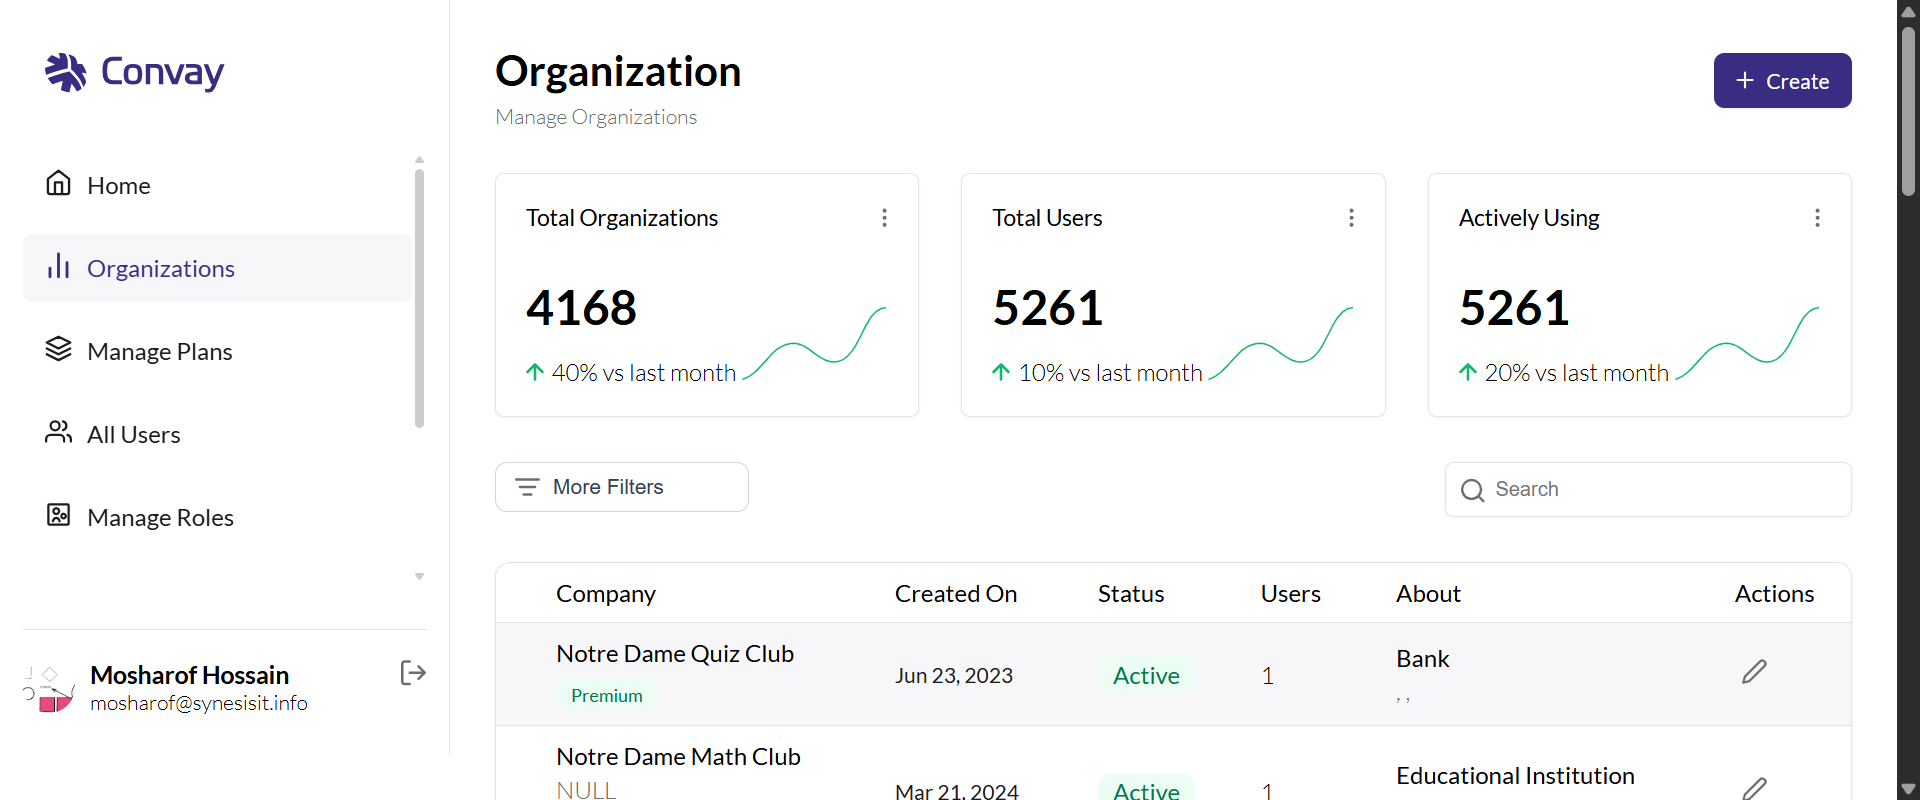 Convay
Home
Organizations
Manage Plans
All Users
Manage Roles
Mosharof Hossain
mosharof@synesisit.info
Organization
Manage Organizations
+ Create
Total Organizations
4168
40% vs last month
Total Users
5261
10% vs last month
Actively Using
5261
20% vs last month
More Filters
Search
Company Created On Status Users About Actions
Notre Dame Quiz Club
Premium
Jun 23, 2023
Active
1
Bank
, ,
Notre Dame Math Club
NULL
Mar 21, 2024
Active
1
Educational Institution